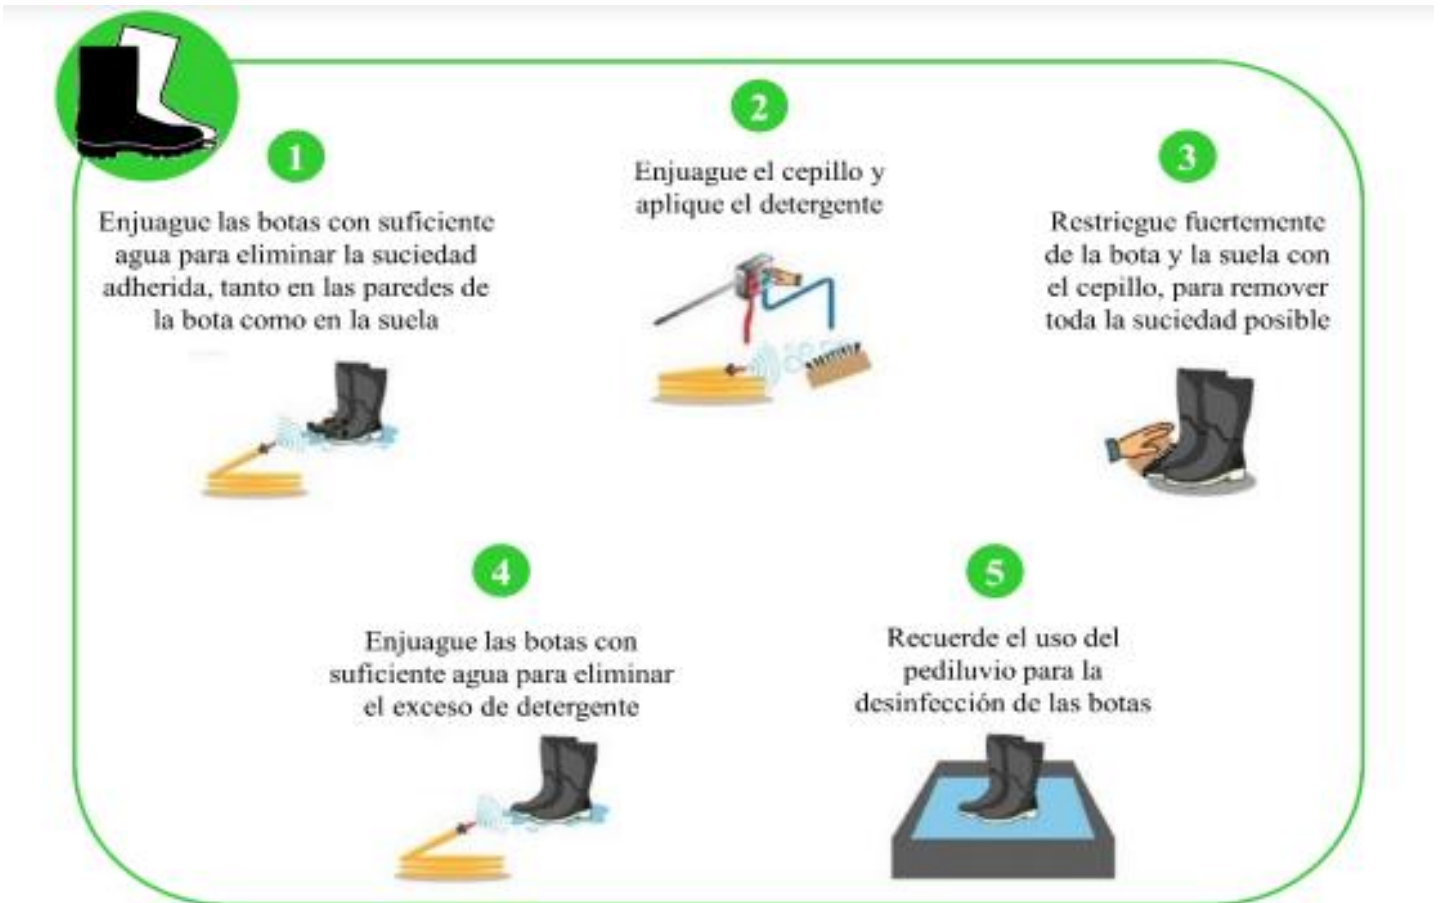 1
Enjuague las botas con suficiente
agua para eliminar la suciedad
adherida, tanto en las paredes de
la bota como en la suela
2
Enjuague el cepillo y
aplique el detergente
3
Restriegue fuertemente
de la bota y la suela con
el cepillo, para remover
toda la suciedad posible
4
Enjuague las botas con
suficiente agua para eliminar
el exceso de detergente
5
Recuerde el uso del
pediluvio para la
desinfección de las botas